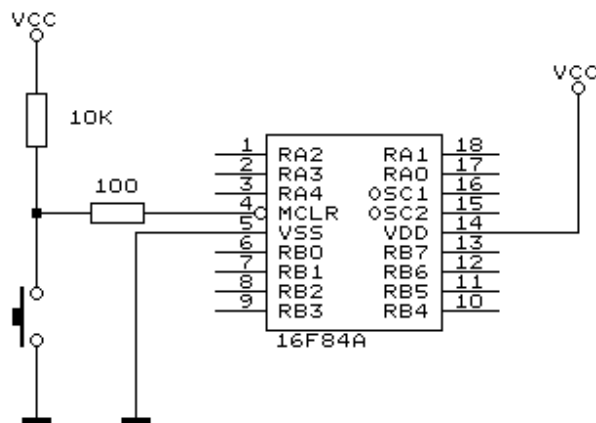 VCC
VCC
10K
100
1 RA2 RA1 18
2 RA3 RA0 17
3 RA4 OSC1 16
4 MCLR OSC2 15
5 VSS VDD 14
6 RB0 RB7 13
7 RB1 RB6 12
8 RB2 RB5 11
9 RB3 RB4 10
16F84A